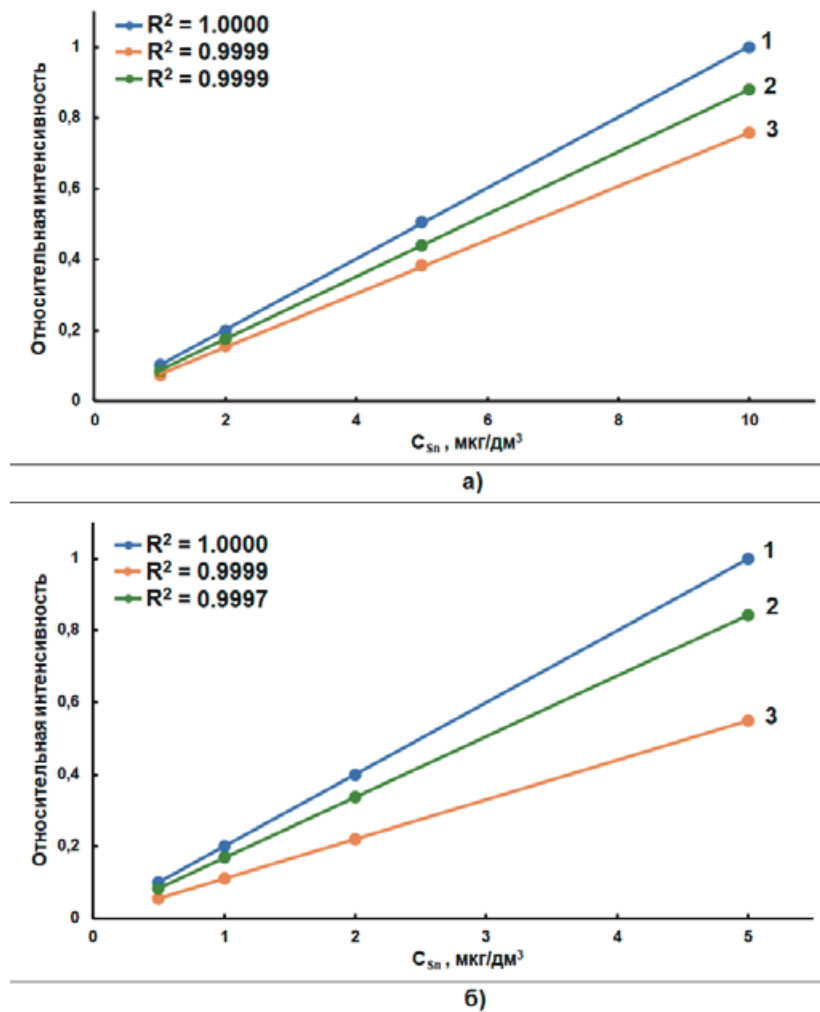 R² = 1.0000
R² = 0.9999
R² = 0.9999
Относительная интенсивность
1
0,8
0,6
0,4
0,2
0
0 2 4 6 8 10
1
2
3
C_Sn , мкг/дм³
а)
R² = 1.0000
R² = 0.9999
R² = 0.9997
Относительная интенсивность
1
0,8
0,6
0,4
0,2
0
0 1 2 3 4 5
1
2
3
C_Sn , мкг/дм³
б)